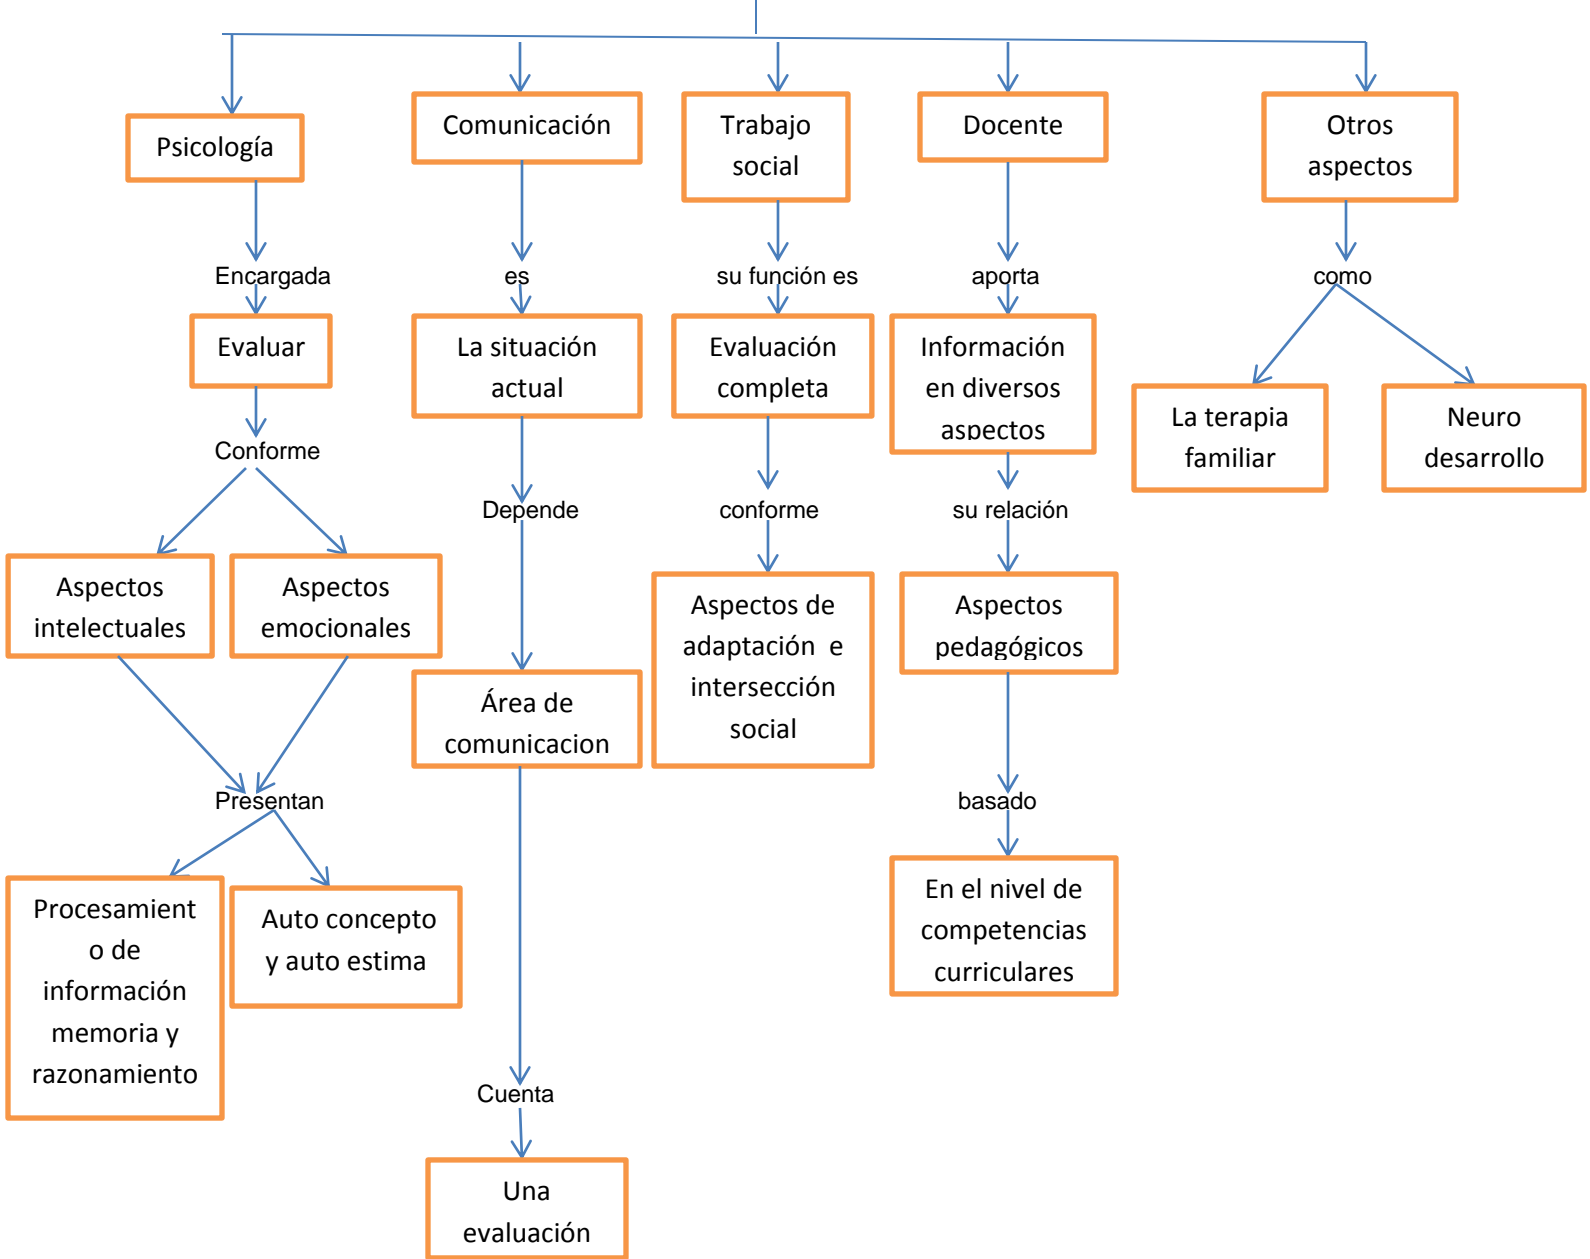 Psicología
Encargada
Evaluar
Conforme
Aspectos
intelectuales
Aspectos
emocionales
Presentan
Procesamient
o de
información
memoria y
razonamiento
Auto concepto
y auto estima
Comunicación
es
La situación
actual
Depende
Área de
comunicacion
Cuenta
Una
evaluación
Trabajo
social
su función es
Evaluación
completa
conforme
Aspectos de
adaptación  e
intersección
social
Docente
aporta
Información
en diversos
aspectos
su relación
Aspectos
pedagógicos
basado
En el nivel de
competencias
curriculares
Otros
aspectos
como
La terapia
familiar
Neuro
desarrollo